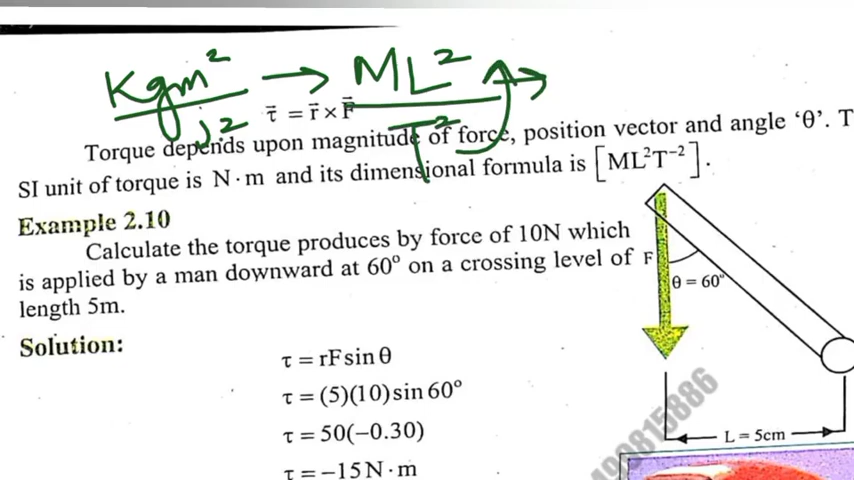 Kgm² → ML² →
s² T²
τ⃗ = r⃗ × F⃗
Torque depends upon magnitude of force, position vector and angle ‘θ’. T
SI unit of torque is N·m and its dimensional formula is [ML²T⁻²].
Example 2.10
Calculate the torque produces by force of 10N which
is applied by a man downward at 60° on a crossing level of
length 5m.
F
θ = 60°
Solution:
τ = rF sin θ
τ = (5)(10) sin 60°
τ = 50(−0.30)
τ = −15 N·m
L = 5cm
490815886